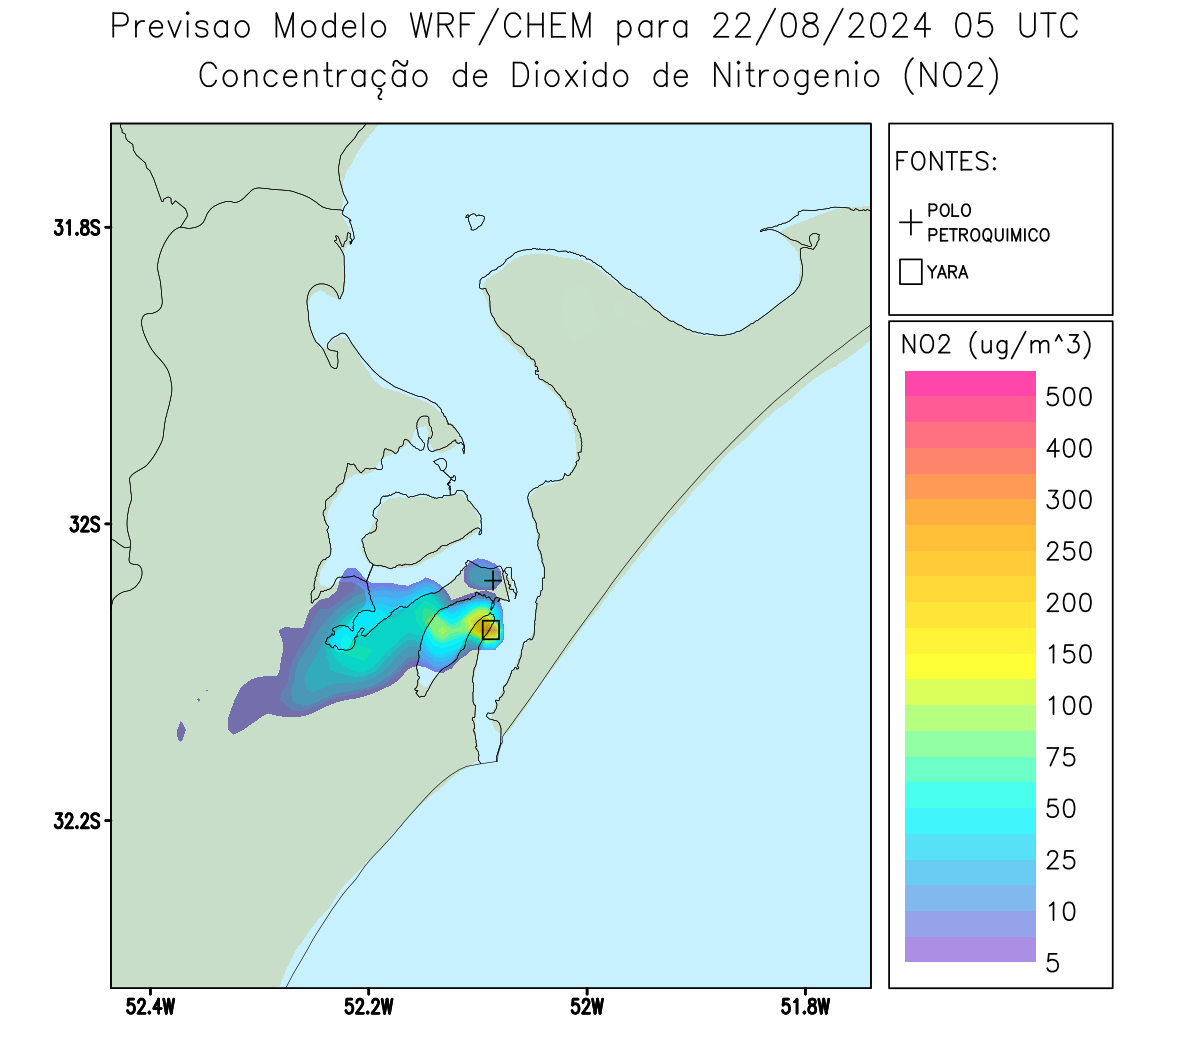 Previsao Modelo WRF/CHEM para 22/08/2024 05 UTC
Concentração de Dioxido de Nitrogenio (NO2)
FONTES:
POLO
PETROQUIMICO
YARA
NO2 (ug/m^3)
500
400
300
250
200
150
100
75
50
25
10
5
31.8S
32S
32.2S
52.4W
52.2W
52W
51.8W